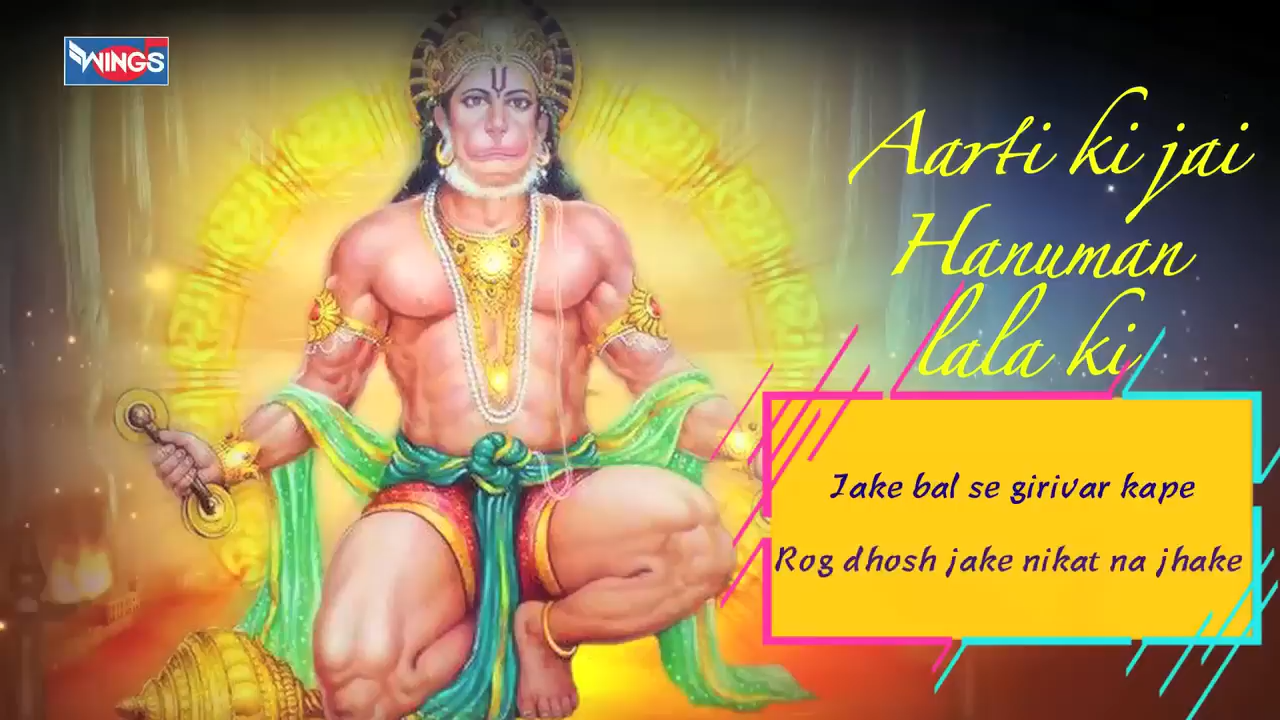 WINGS
Aarti ki jai
Hanuman
lala ki
Jake bal se girivar kape
Rog dhosh jake nikat na jhake